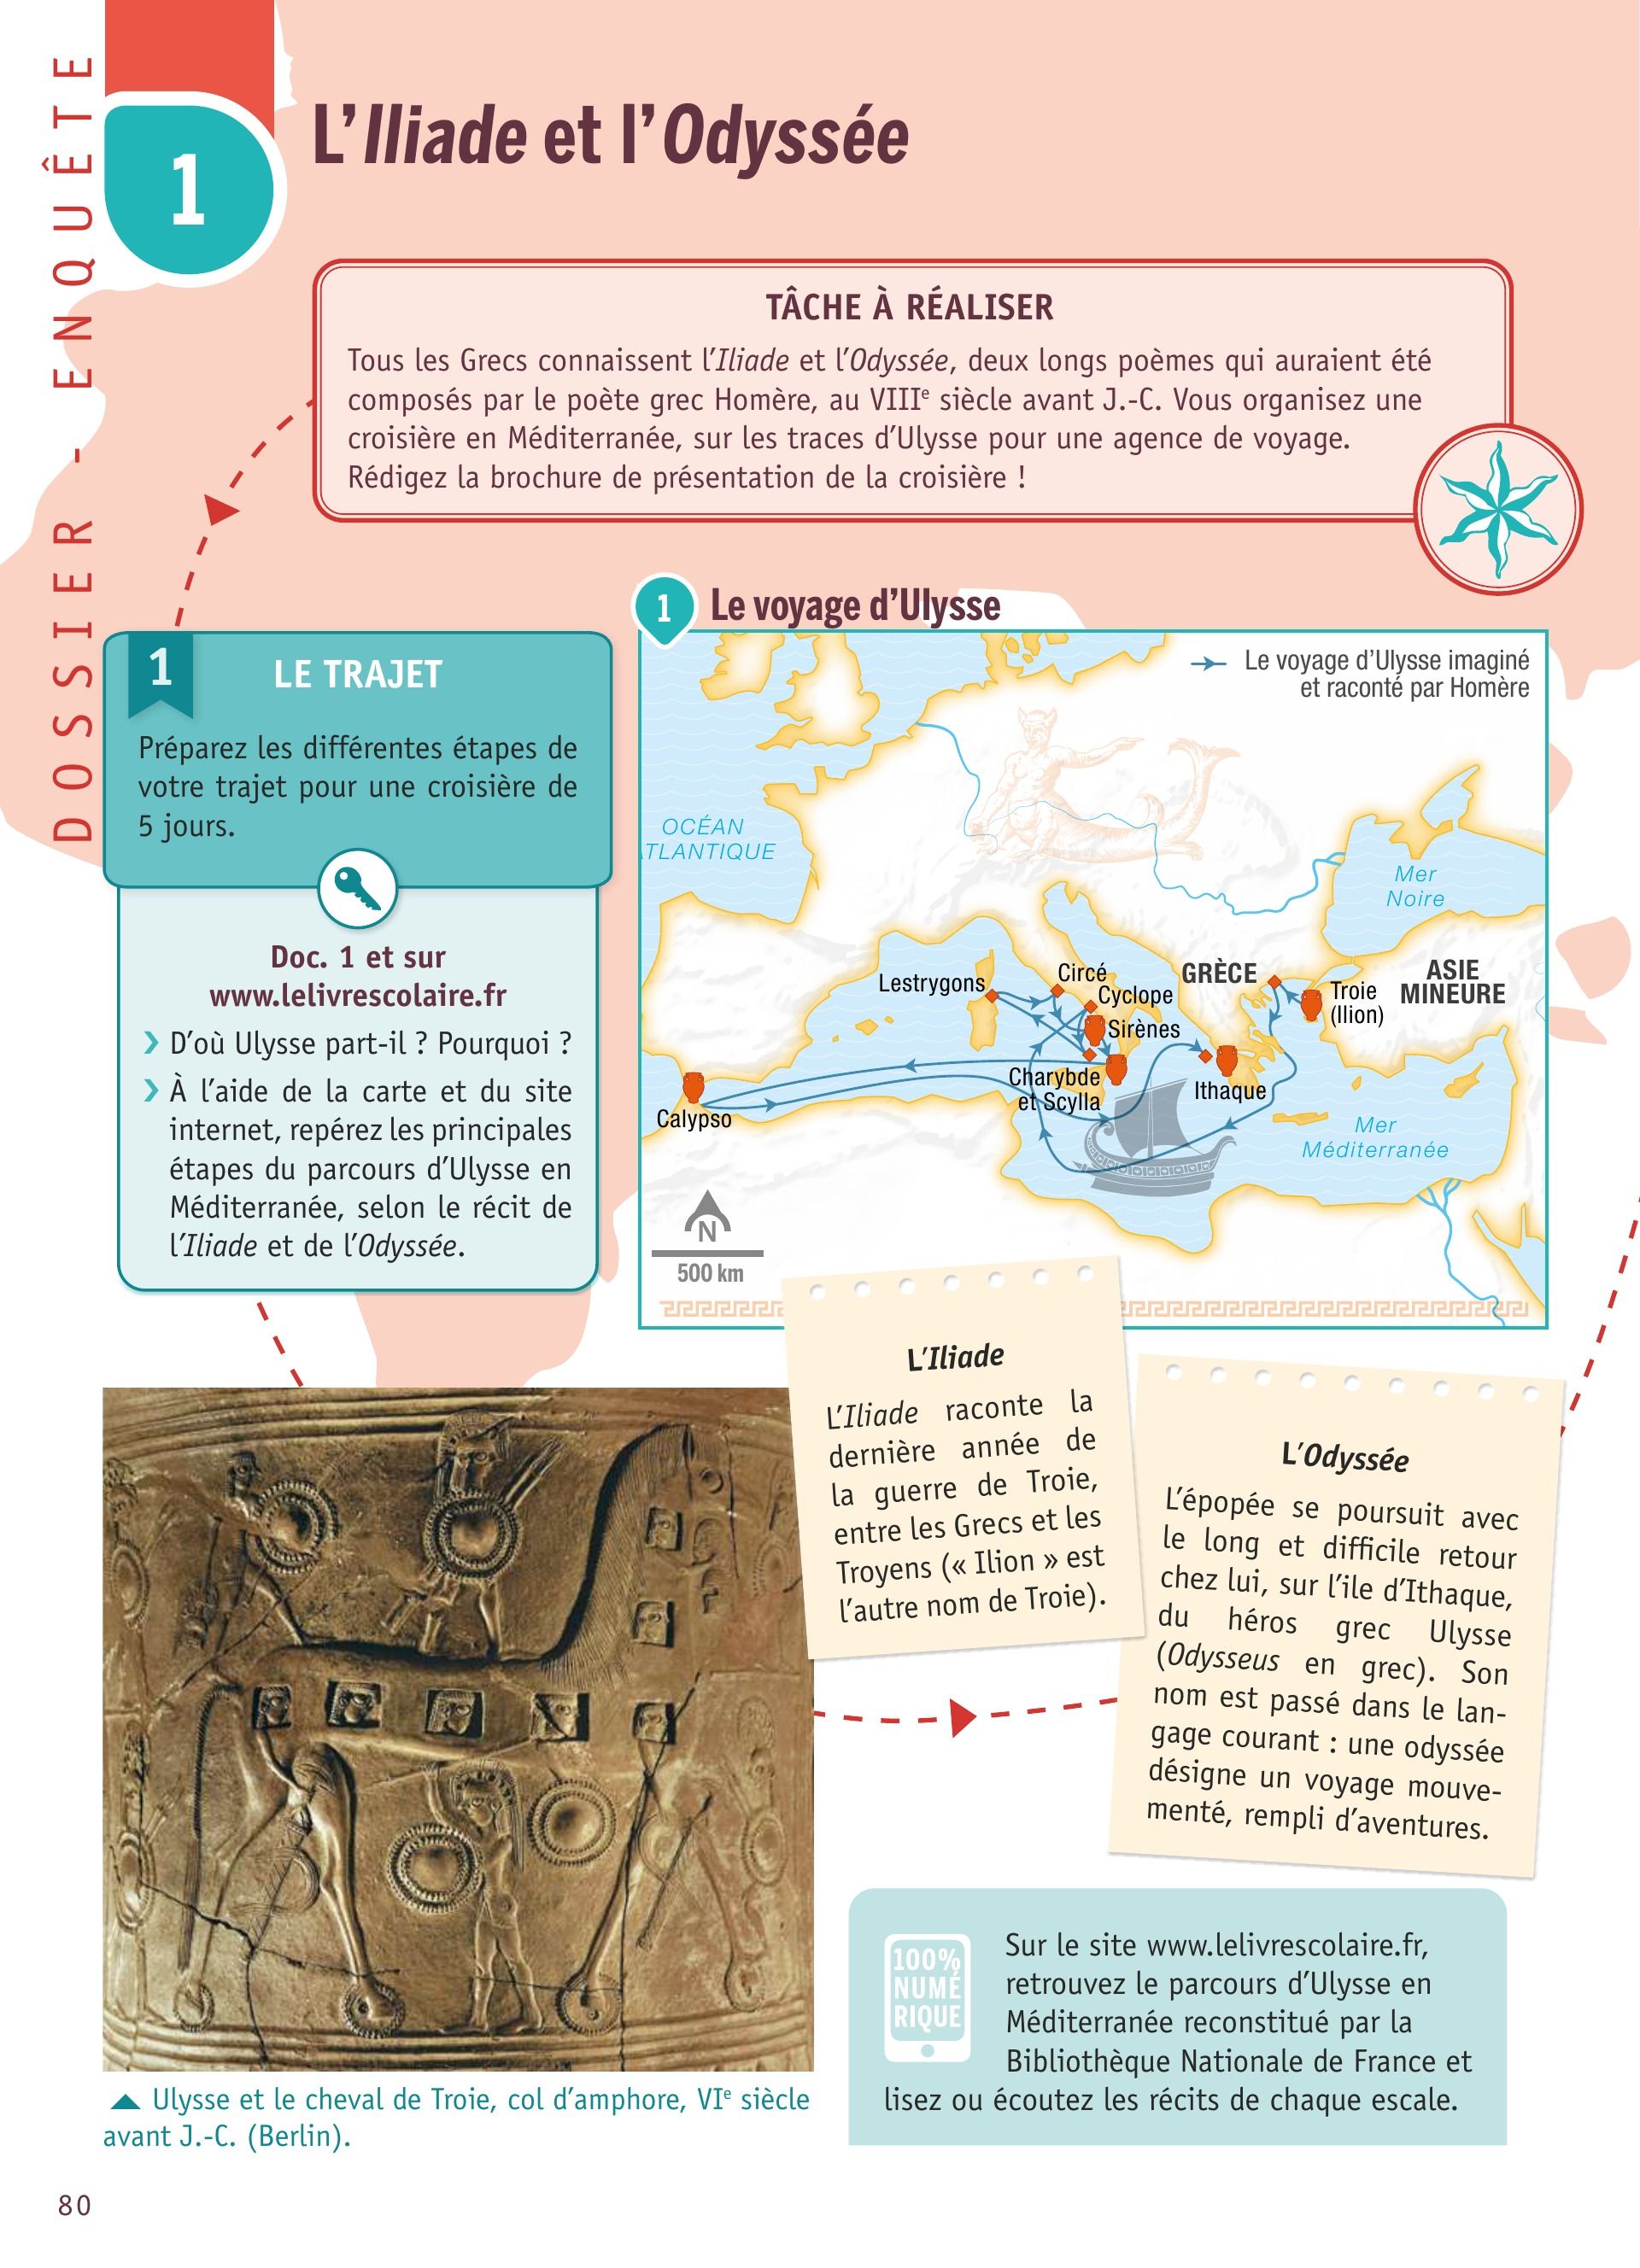 DOSSIER - ENQUÊTE
1
L'Iliade et l'Odyssée
TÂCHE À RÉALISER
Tous les Grecs connaissent l'Iliade et l'Odyssée, deux longs poèmes qui auraient été
composés par le poète grec Homère, au VIIIe siècle avant J.-C. Vous organisez une
croisière en Méditerranée, sur les traces d'Ulysse pour une agence de voyage.
Rédigez la brochure de présentation de la croisière !
1
LE TRAJET
Préparez les différentes étapes de
votre trajet pour une croisière de
5 jours.
Doc. 1 et sur
www.lelivrescolaire.fr
D'où Ulysse part-il ? Pourquoi ?
À l'aide de la carte et du site
internet, repérez les principales
étapes du parcours d'Ulysse en
Méditerranée, selon le récit de
l'Iliade et de l'Odyssée.
1
Le voyage d'Ulysse
Le voyage d'Ulysse imaginé
et raconté par Homère
OCÉAN
ATLANTIQUE
Mer
Noire
Lestrygons
Circé
Cyclope
Sirènes
GRÈCE
Troie
(Ilion)
ASIE
MINEURE
Charybde
et Scylla
Ithaque
Calypso
Mer
Méditerranée
N
500 km
L'Iliade
L'Iliade raconte la
dernière année de
la guerre de Troie,
entre les Grecs et les
Troyens (« Ilion » est
l'autre nom de Troie).
L'Odyssée
L'épopée se poursuit avec
le long et difficile retour
chez lui, sur l'ile d'Ithaque,
du héros grec Ulysse
(Odysseus en grec). Son
nom est passé dans le lan-
gage courant : une odyssée
désigne un voyage mouve-
menté, rempli d'aventures.
Ulysse et le cheval de Troie, col d'amphore, VIe siècle
avant J.-C. (Berlin).
100%
NUMÉ
RIQUE
Sur le site www.lelivrescolaire.fr,
retrouvez le parcours d'Ulysse en
Méditerranée reconstitué par la
Bibliothèque Nationale de France et
lisez ou écoutez les récits de chaque escale.
80